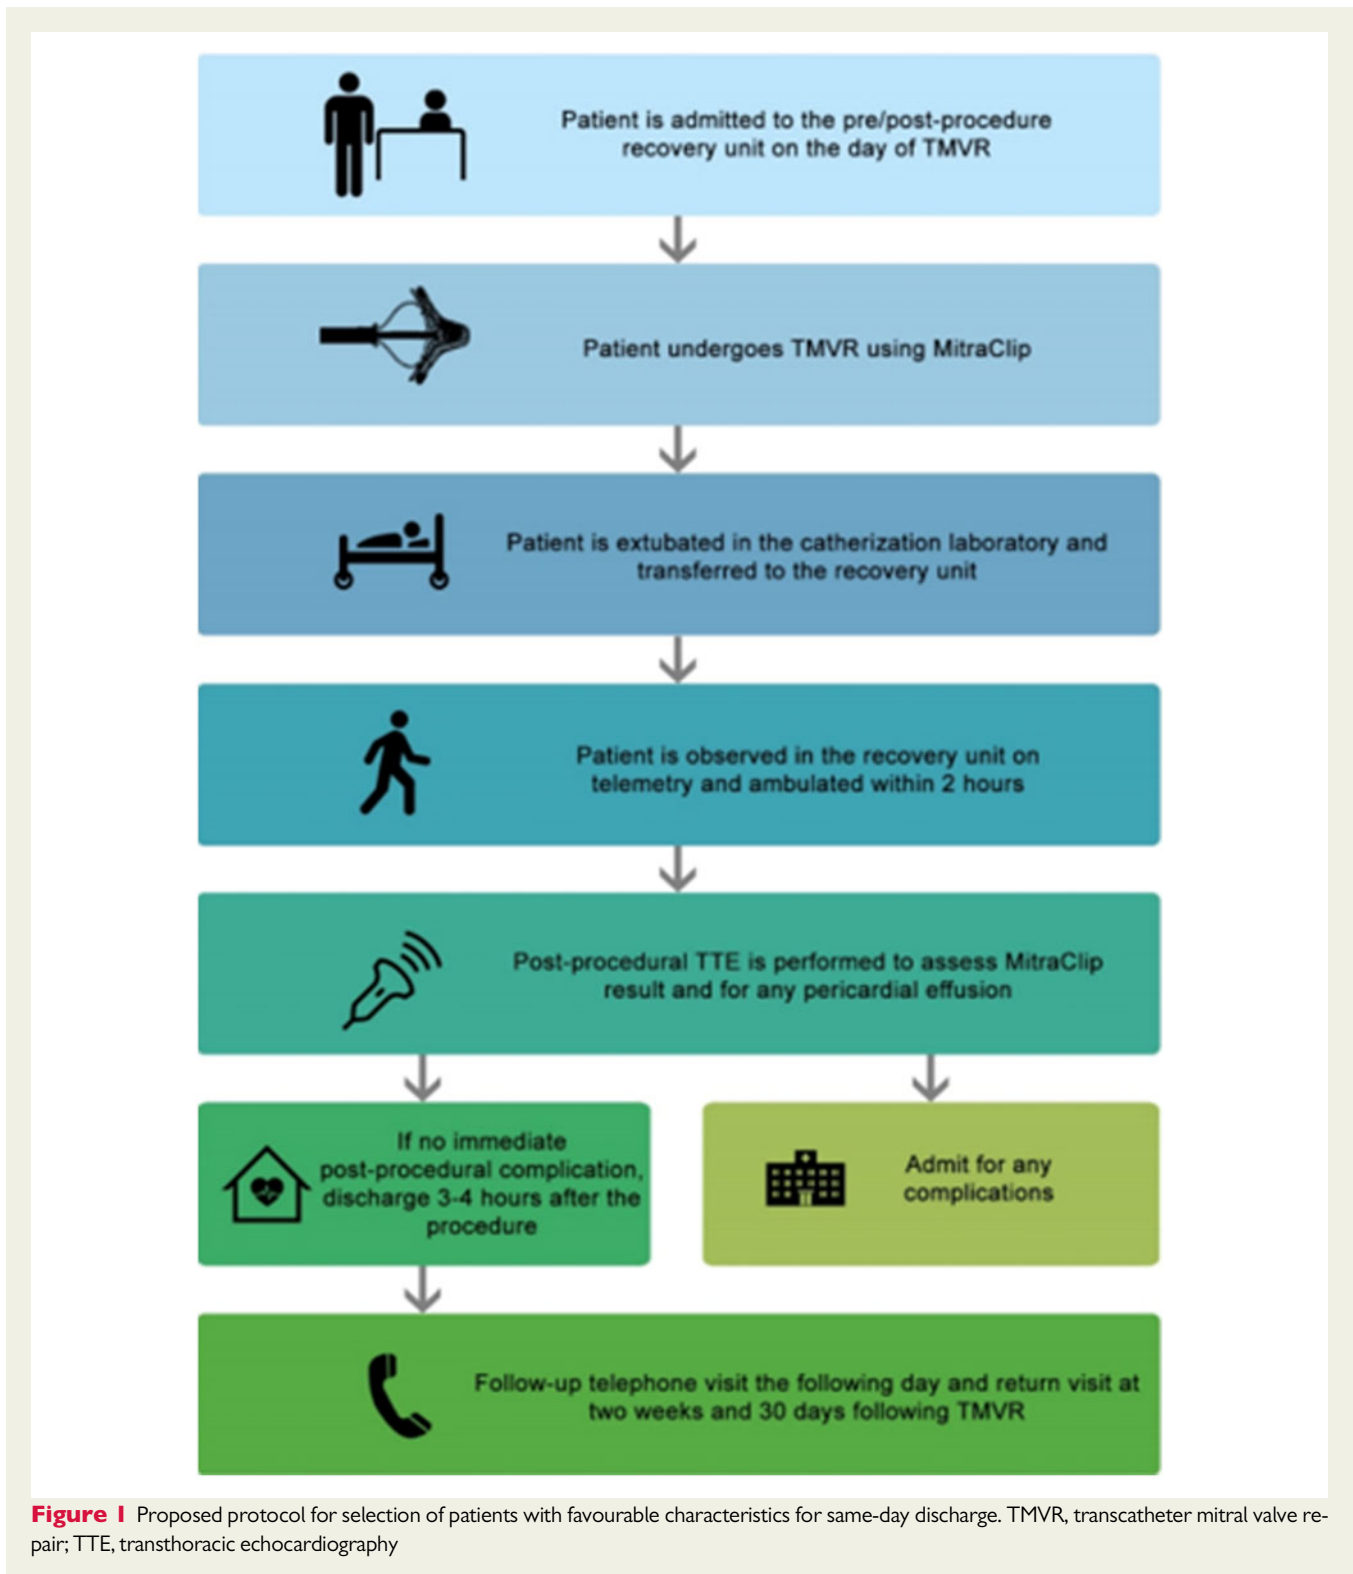 Patient is admitted to the pre/post-procedure
recovery unit on the day of TMVR
Patient undergoes TMVR using MitraClip
Patient is extubated in the catherization laboratory and
transferred to the recovery unit
Patient is observed in the recovery unit on
telemetry and ambulated within 2 hours
Post-procedural TTE is performed to assess MitraClip
result and for any pericardial effusion
If no immediate
post-procedural complication,
discharge 3-4 hours after the
procedure
Admit for any
complications
Follow-up telephone visit the following day and return visit at
two weeks and 30 days following TMVR
Figure 1 Proposed protocol for selection of patients with favourable characteristics for same-day discharge. TMVR, transcatheter mitral valve re-
pair; TTE, transthoracic echocardiography